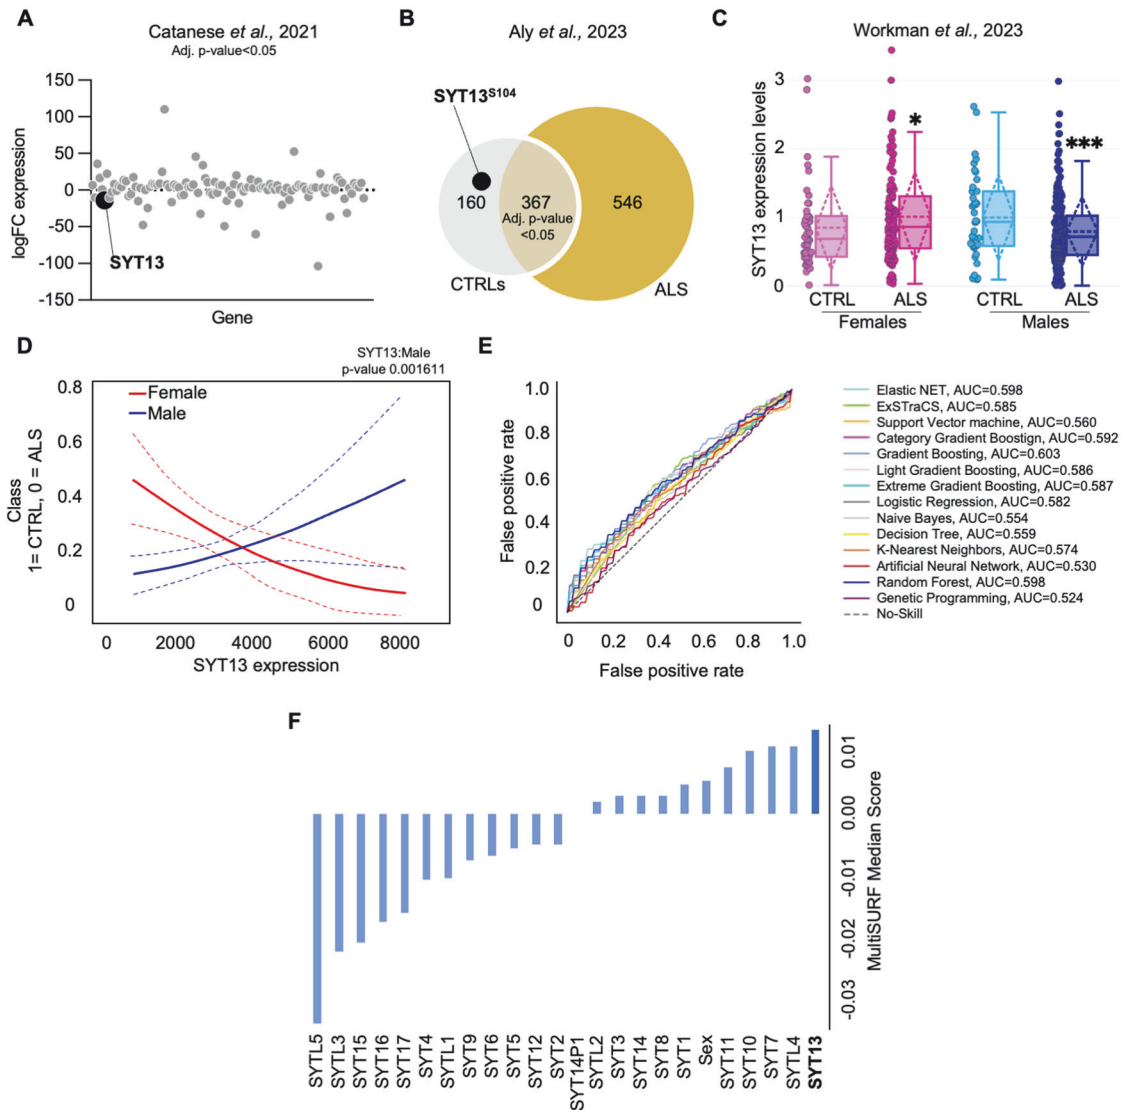 A
Catanese et al., 2021
Adj. p-value<0.05
150
100
50
0
-50
-100
-150
logFC expression
SYT13
Gene
B
Aly et al., 2023
SYT13S104
160
367
546
Adj. p-value
<0.05
CTRLs
ALS
C
Workman et al., 2023
3
2
1
0
SYT13 expression levels
*
***
CTRL
ALS
CTRL
ALS
Females
Males
D
SYT13:Male
p-value 0.001611
0.8
0.6
0.4
0.2
0
Class
1= CTRL, 0 = ALS
Female
Male
0
2000
4000
6000
8000
SYT13 expression
E
1.0
0.8
0.6
0.4
0.2
0
False positive rate
0
0.2
0.4
0.6
0.8
1.0
False positive rate
Elastic NET, AUC=0.598
ExSTraCS, AUC=0.585
Support Vector machine, AUC=0.560
Category Gradient Boostign, AUC=0.592
Gradient Boosting, AUC=0.603
Light Gradient Boosting, AUC=0.586
Extreme Gradient Boosting, AUC=0.587
Logistic Regression, AUC=0.582
Naive Bayes, AUC=0.554
Decision Tree, AUC=0.559
K-Nearest Neighbors, AUC=0.574
Artificial Neural Network, AUC=0.530
Random Forest, AUC=0.598
Genetic Programming, AUC=0.524
No-Skill
F
0.01
0.00
-0.01
-0.02
-0.03
MultiSURF Median Score
SYTL5
SYTL3
SYT15
SYT16
SYT17
SYT4
SYTL1
SYT9
SYT6
SYT5
SYT12
SYT2
SYT14P1
SYTL2
SYT3
SYT14
SYT8
SYT1
Sex
SYT11
SYT10
SYT7
SYTL4
SYT13